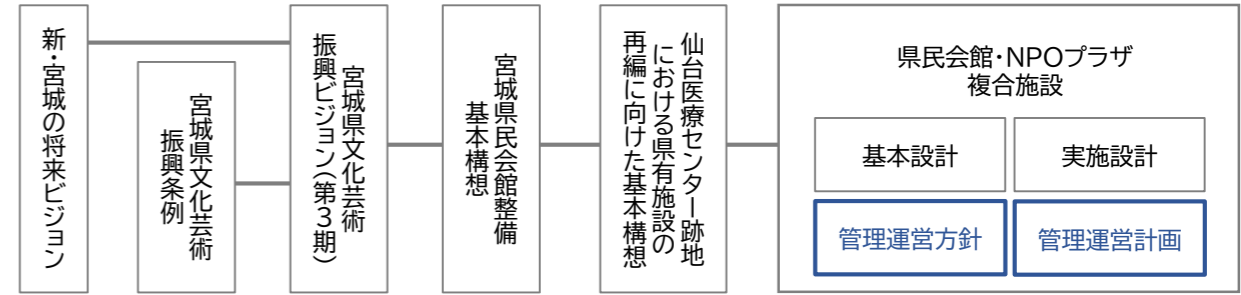 新・宮城の将来ビジョン
宮城県文化芸術
振興条例
宮城県文化芸術
振興ビジョン(第3期)
宮城県民会館整備
基本構想
仙台医療センター跡地
における県有施設の
再編に向けた基本構想
県民会館・NPOプラザ
複合施設
基本設計
実施設計
管理運営方針
管理運営計画